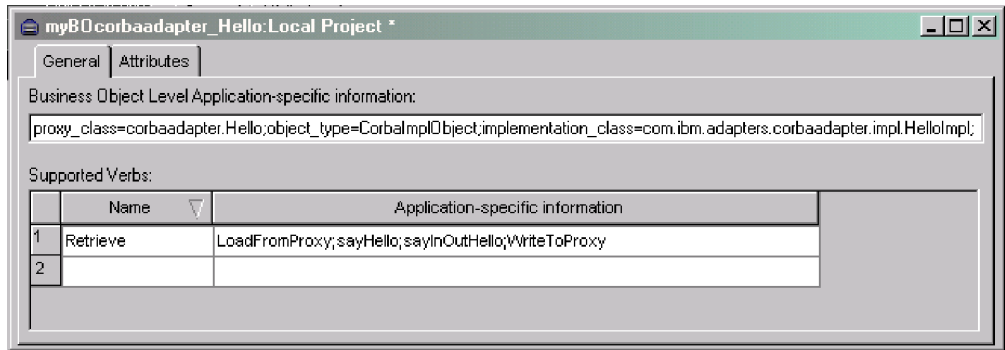 myBOcorbaadapter_Hello:Local Project *
General Attributes
Business Object Level Application-specific information:
proxy_class=corbaadapter.Hello;object_type=CorbaImplObject;implementation_class=com.ibm.adapters.corbaadapter.impl.HelloImpl;
Supported Verbs:
Name Application-specific information
1 Retrieve LoadFromProxy;sayHello;sayInOutHello;WriteToProxy
2